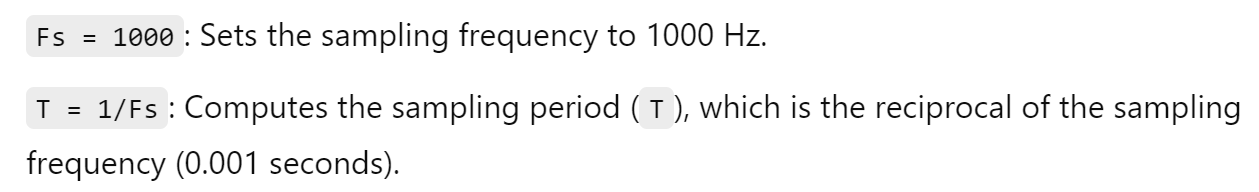 Fs = 1000 : Sets the sampling frequency to 1000 Hz.
T = 1/Fs : Computes the sampling period ( T ), which is the reciprocal of the sampling
frequency (0.001 seconds).